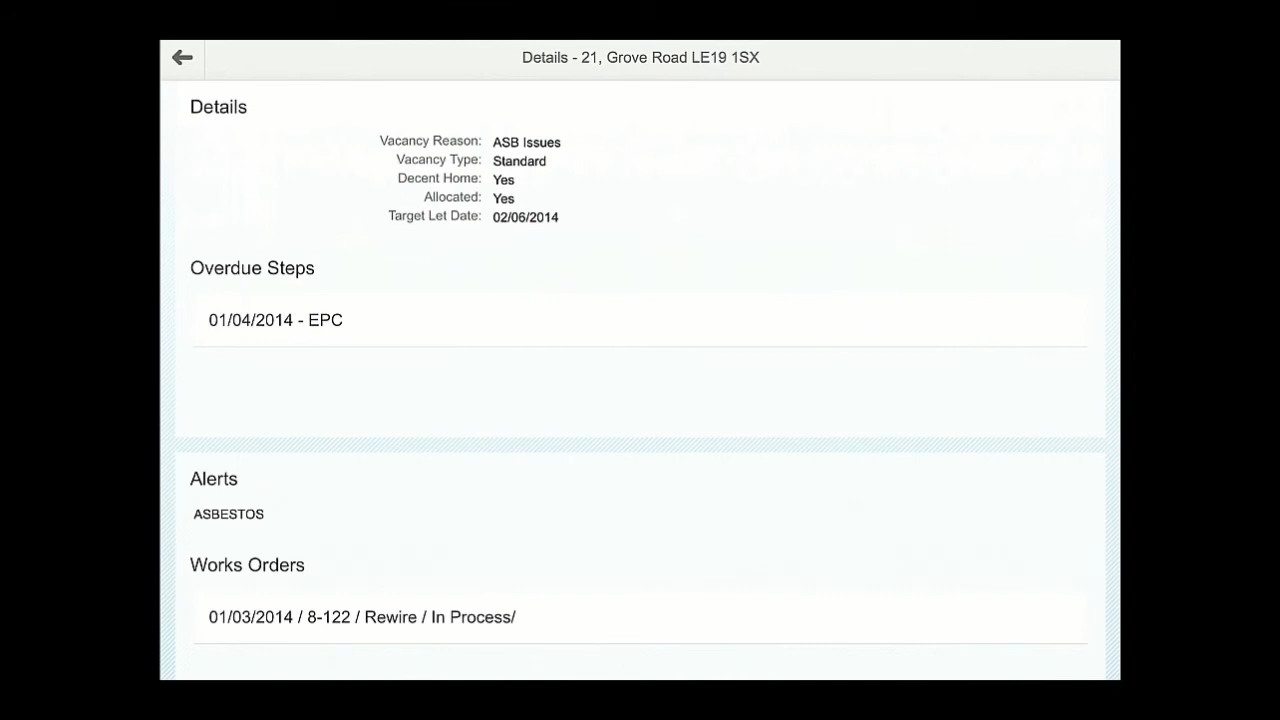 Details - 21, Grove Road LE19 1SX
Details
Vacancy Reason: ASB Issues
Vacancy Type: Standard
Decent Home: Yes
Allocated: Yes
Target Let Date: 02/06/2014
Overdue Steps
01/04/2014 - EPC
Alerts
ASBESTOS
Works Orders
01/03/2014 / 8-122 / Rewire / In Process/